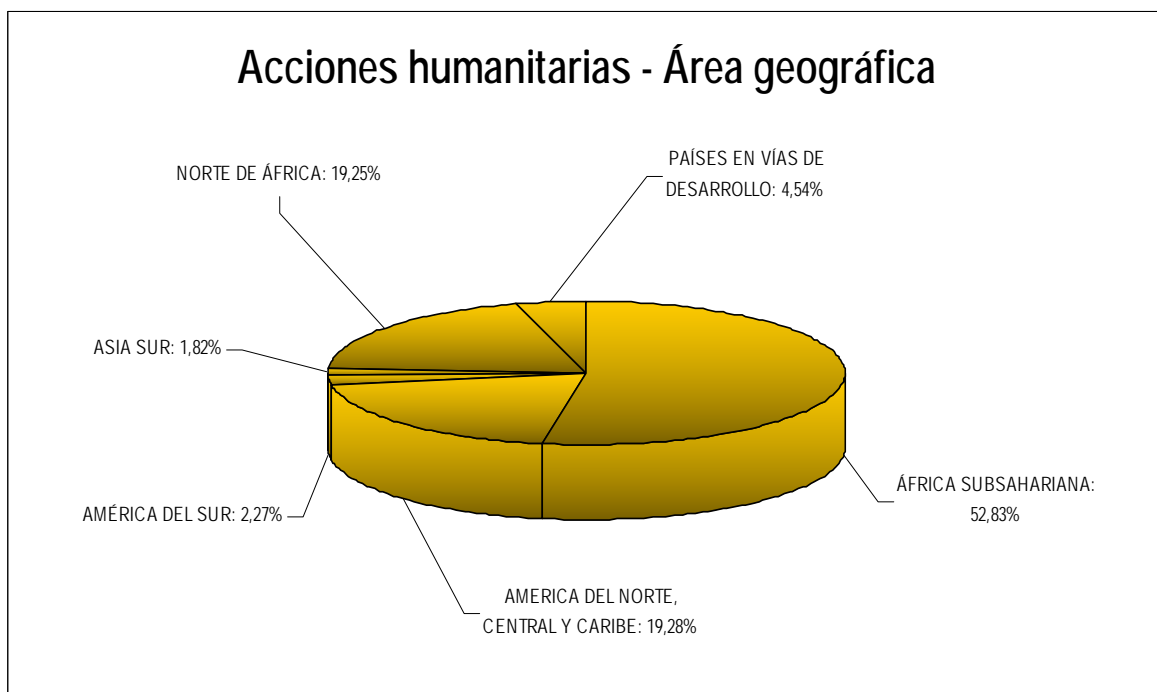 Acciones humanitarias - Área geográfica
PAÍSES EN VÍAS DE
DESARROLLO: 4,54%
NORTE DE ÁFRICA: 19,25%
ASIA SUR: 1,82%
ÁFRICA SUBSAHARIANA:
52,83%
AMÉRICA DEL SUR: 2,27%
AMERICA DEL NORTE,
CENTRAL Y CARIBE: 19,28%